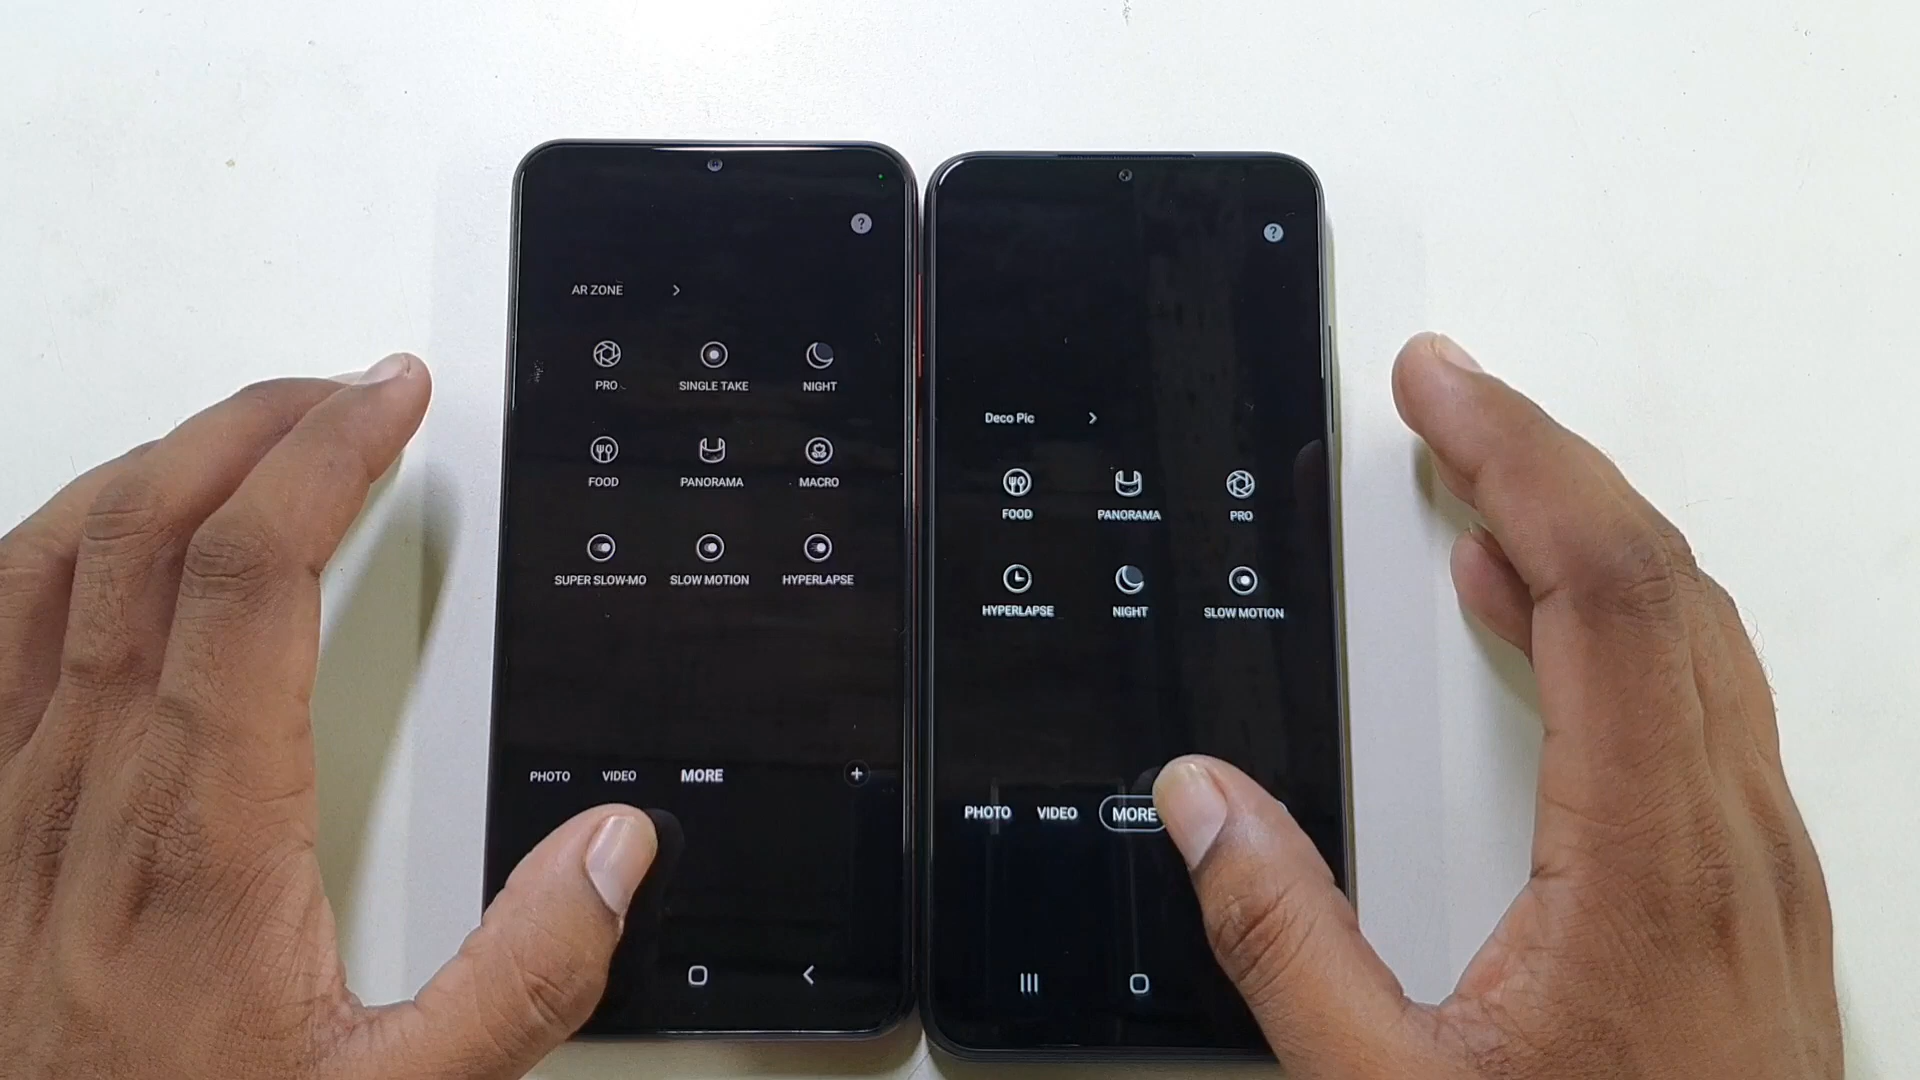 ?
AR ZONE >
PRO SINGLE TAKE NIGHT
FOOD PANORAMA MACRO
SUPER SLOW-MO SLOW MOTION HYPERLAPSE
PHOTO VIDEO MORE +
?
Deco Pic >
FOOD PANORAMA PRO
HYPERLAPSE NIGHT SLOW MOTION
PHOTO VIDEO MORE